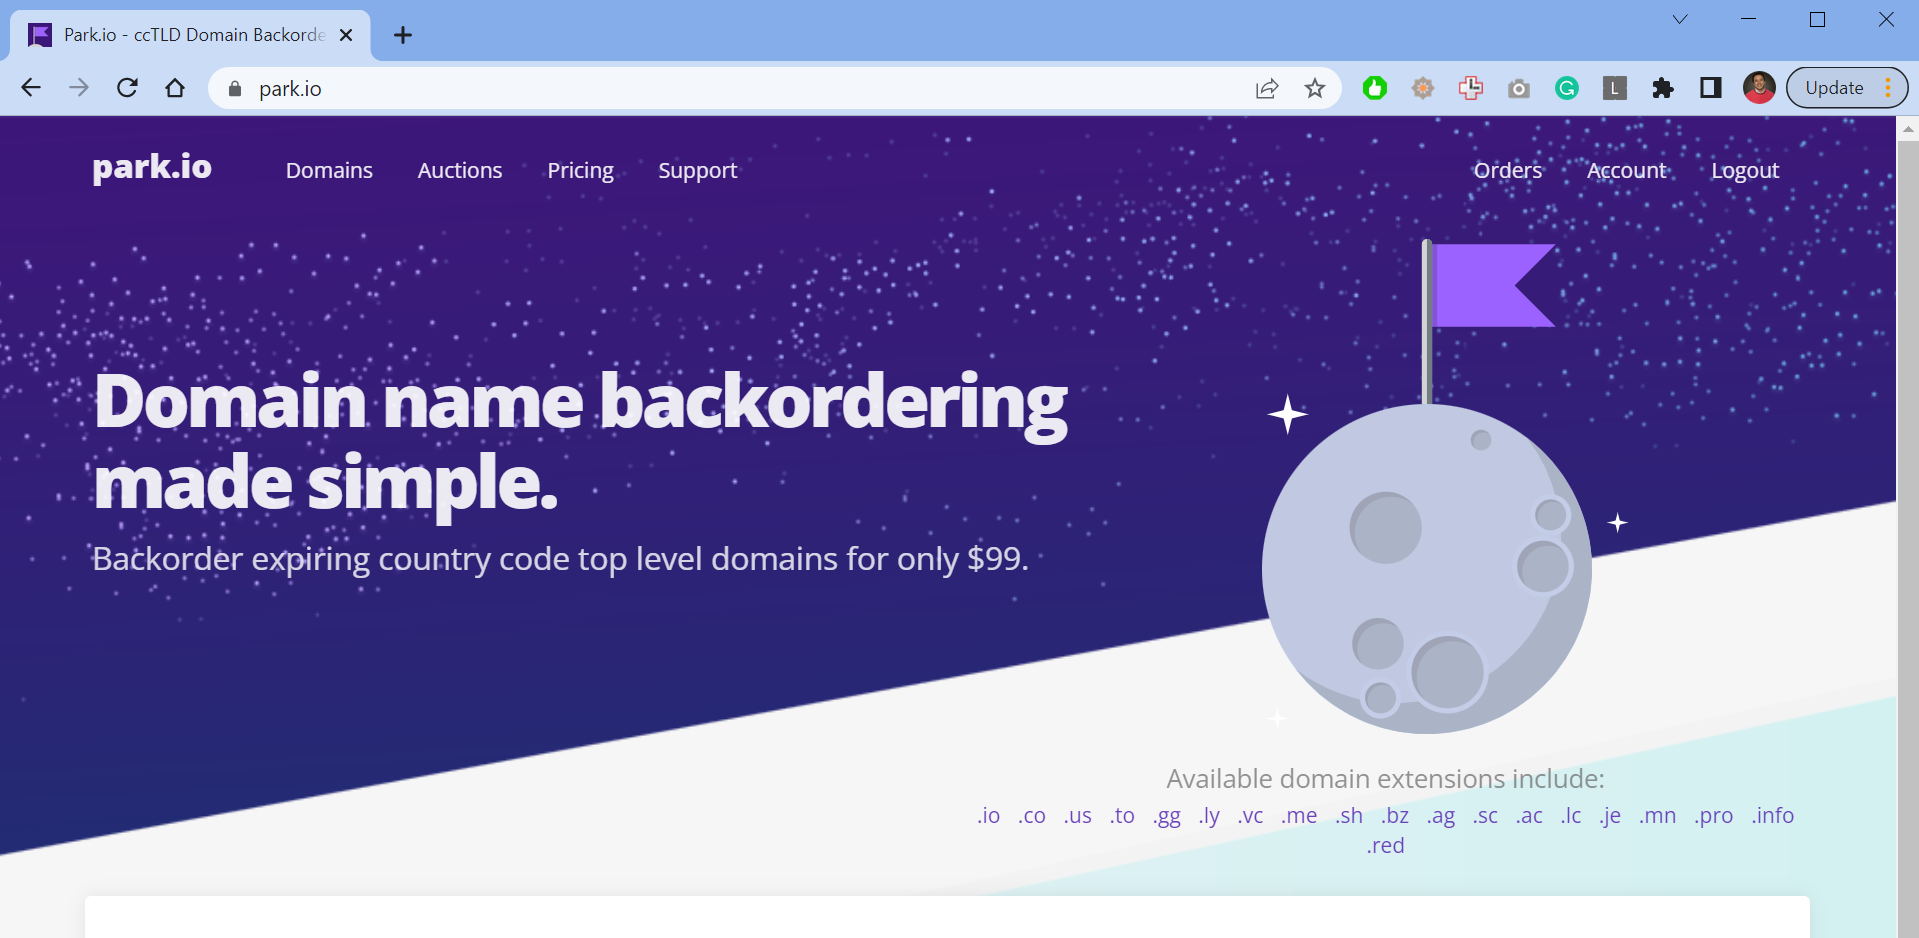 Park.io - ccTLD Domain Backorde
park.io
Update
park.io
Domains
Auctions
Pricing
Support
Orders
Account
Logout
Domain name backordering
made simple.
Backorder expiring country code top level domains for only $99.
Available domain extensions include:
.io .co .us .to .gg .ly .vc .me .sh .bz .ag .sc .ac .lc .je .mn .pro .info
.red
L